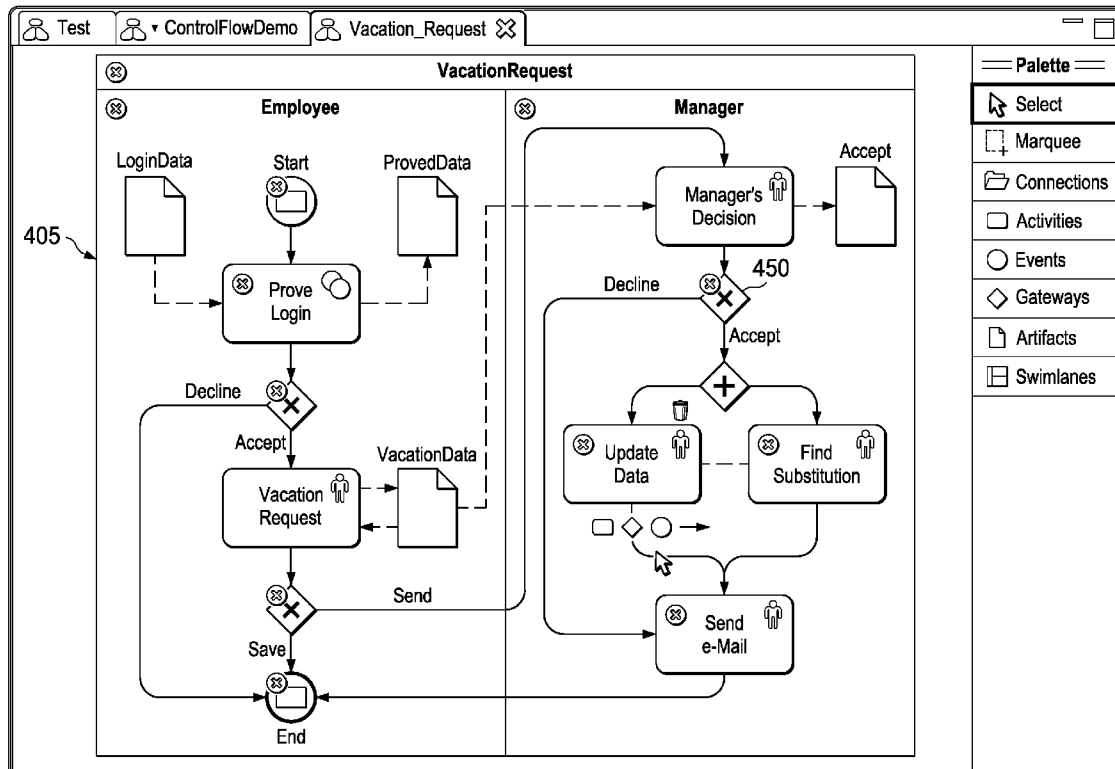 Test
ControlFlowDemo
Vacation_Request
VacationRequest
Palette
Select
Marquee
Connections
Activities
Events
Gateways
Artifacts
Swimlanes
Employee
Manager
LoginData
Start
ProvedData
Accept
Manager's
Decision
405
Prove
Login
450
Decline
Accept
Decline
Accept
VacationData
Update
Data
Find
Substitution
Vacation
Request
Send
Send
e-Mail
Save
End